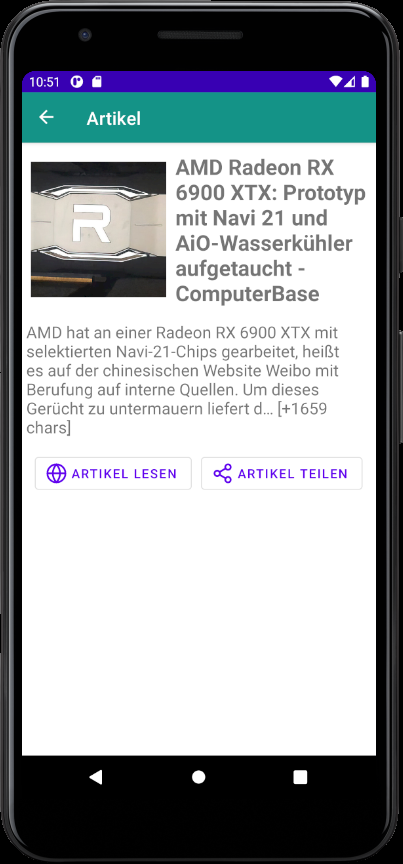 10:51
Artikel
R
AMD Radeon RX
6900 XTX: Prototyp
mit Navi 21 und
AiO-Wasserkühler
aufgetaucht -
ComputerBase
AMD hat an einer Radeon RX 6900 XTX mit
selektierten Navi-21-Chips gearbeitet, heißt
es auf der chinesischen Website Weibo mit
Berufung auf interne Quellen. Um dieses
Gerücht zu untermauern liefert d… [+1659
chars]
ARTIKEL LESEN
ARTIKEL TEILEN